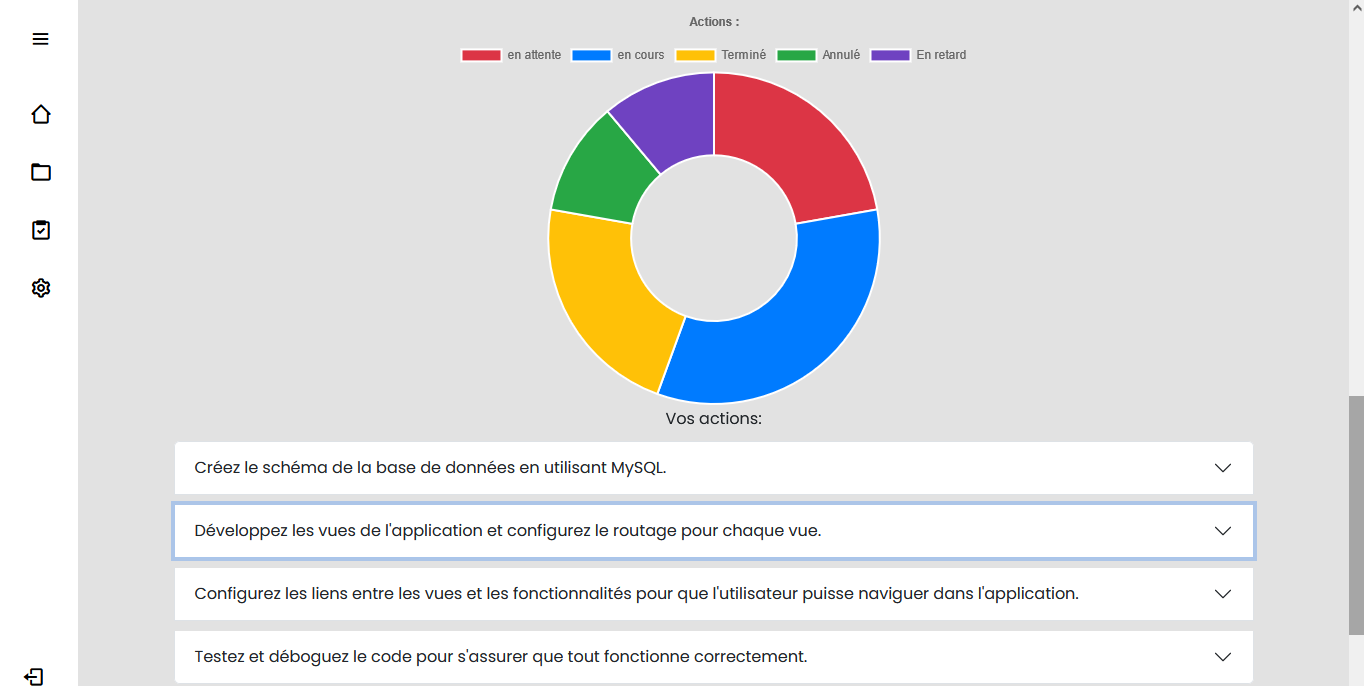 Actions :
en attente en cours Terminé Annulé En retard
Vos actions:
Créez le schéma de la base de données en utilisant MySQL.
Développez les vues de l'application et configurez le routage pour chaque vue.
Configurez les liens entre les vues et les fonctionnalités pour que l'utilisateur puisse naviguer dans l'application.
Testez et déboguez le code pour s'assurer que tout fonctionne correctement.